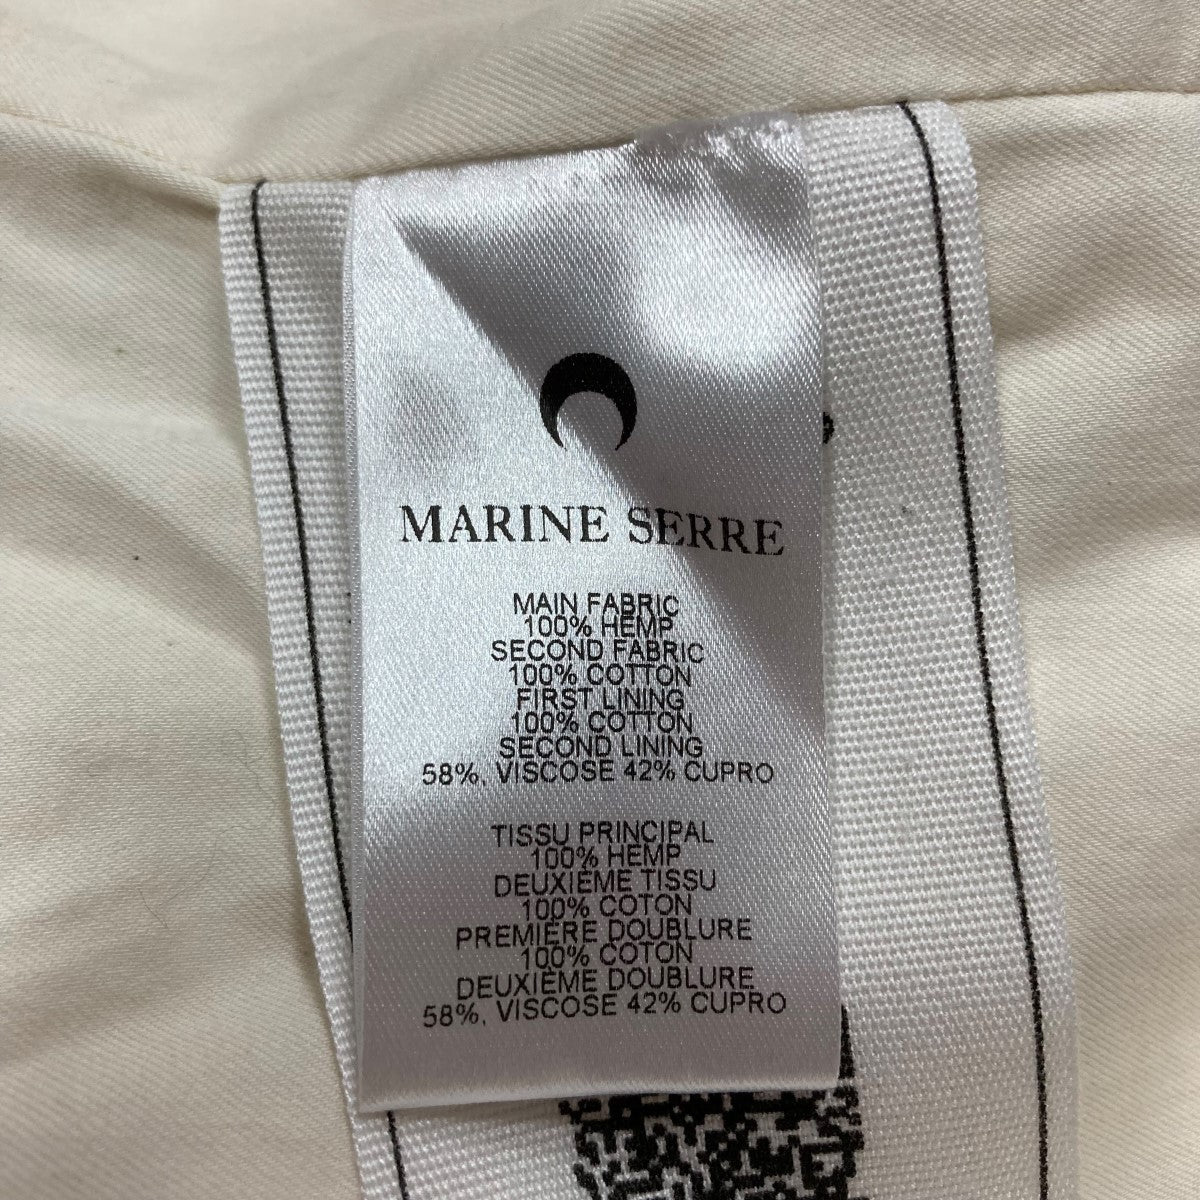 MARINE SERRE
MAIN FABRIC
100% HEMP
SECOND FABRIC
100% COTTON
FIRST LINING
100% COTTON
SECOND LINING
58%, VISCOSE 42% CUPRO
TISSU PRINCIPAL
100% HEMP
DEUXIÈME TISSU
100% COTON
PREMIÈRE DOUBLURE
100% COTON
DEUXIÈME DOUBLURE
58%, VISCOSE 42% CUPRO